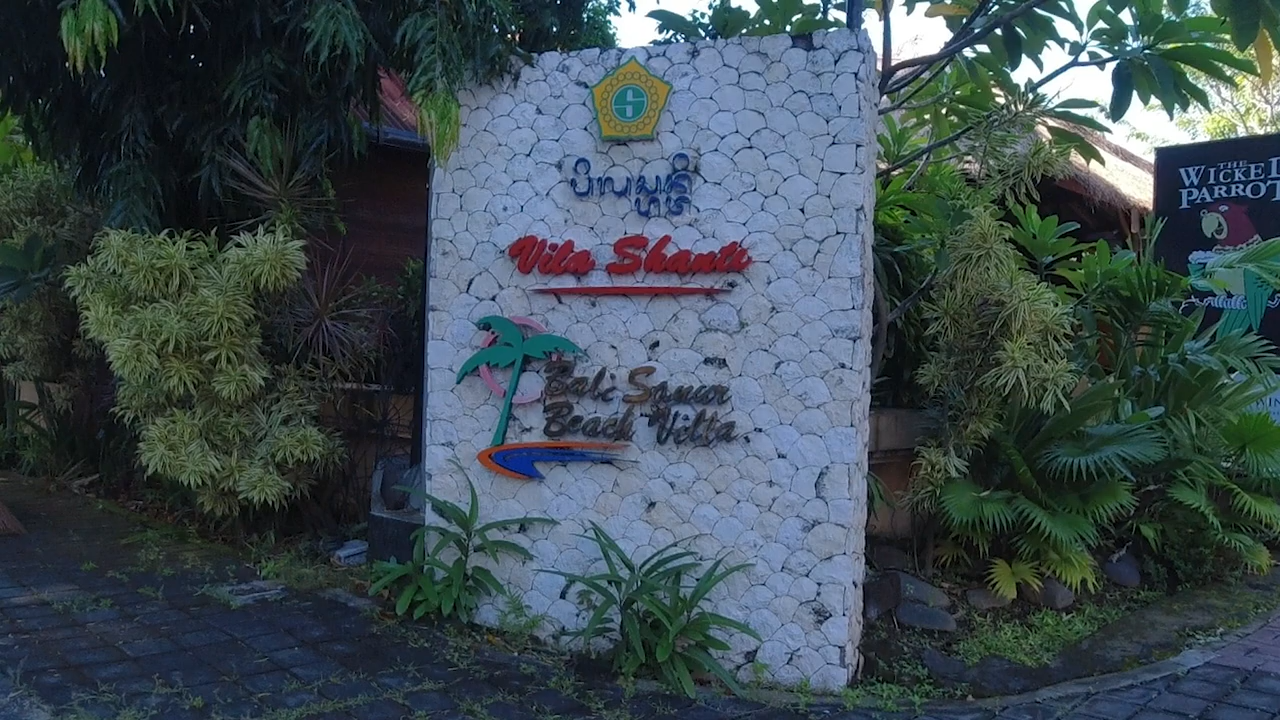 Vila Shanti
Bali Sanur
Beach Villa
THE
WICKED
PARROT